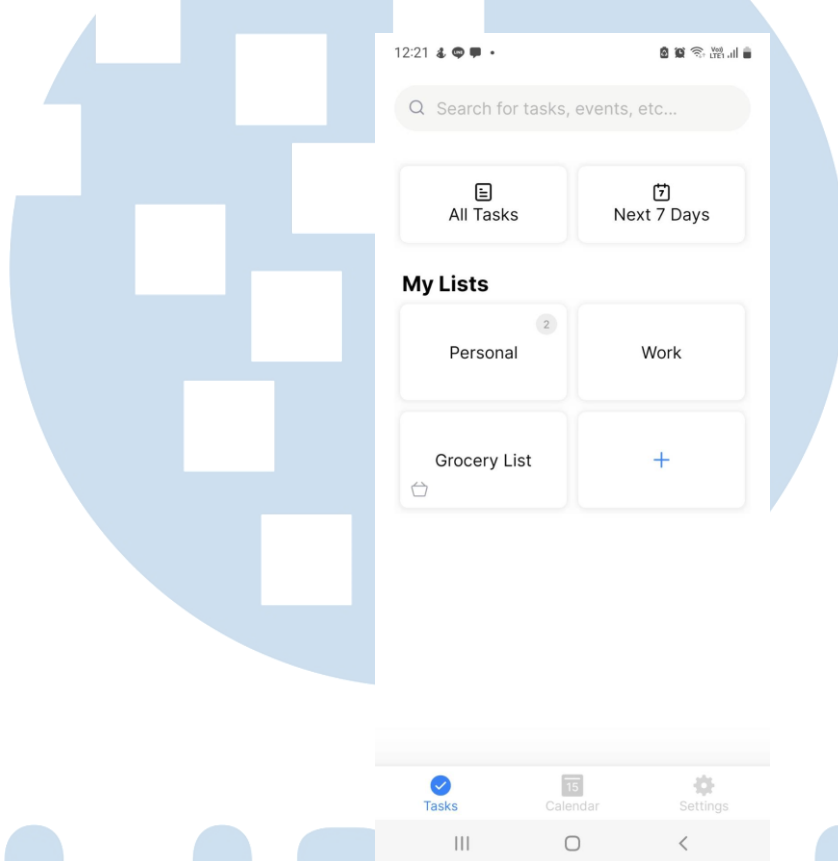 12:21
Search for tasks, events, etc...
All Tasks
7
Next 7 Days
My Lists
2
Personal
Work
Grocery List
+
15
Tasks
Calendar
Settings